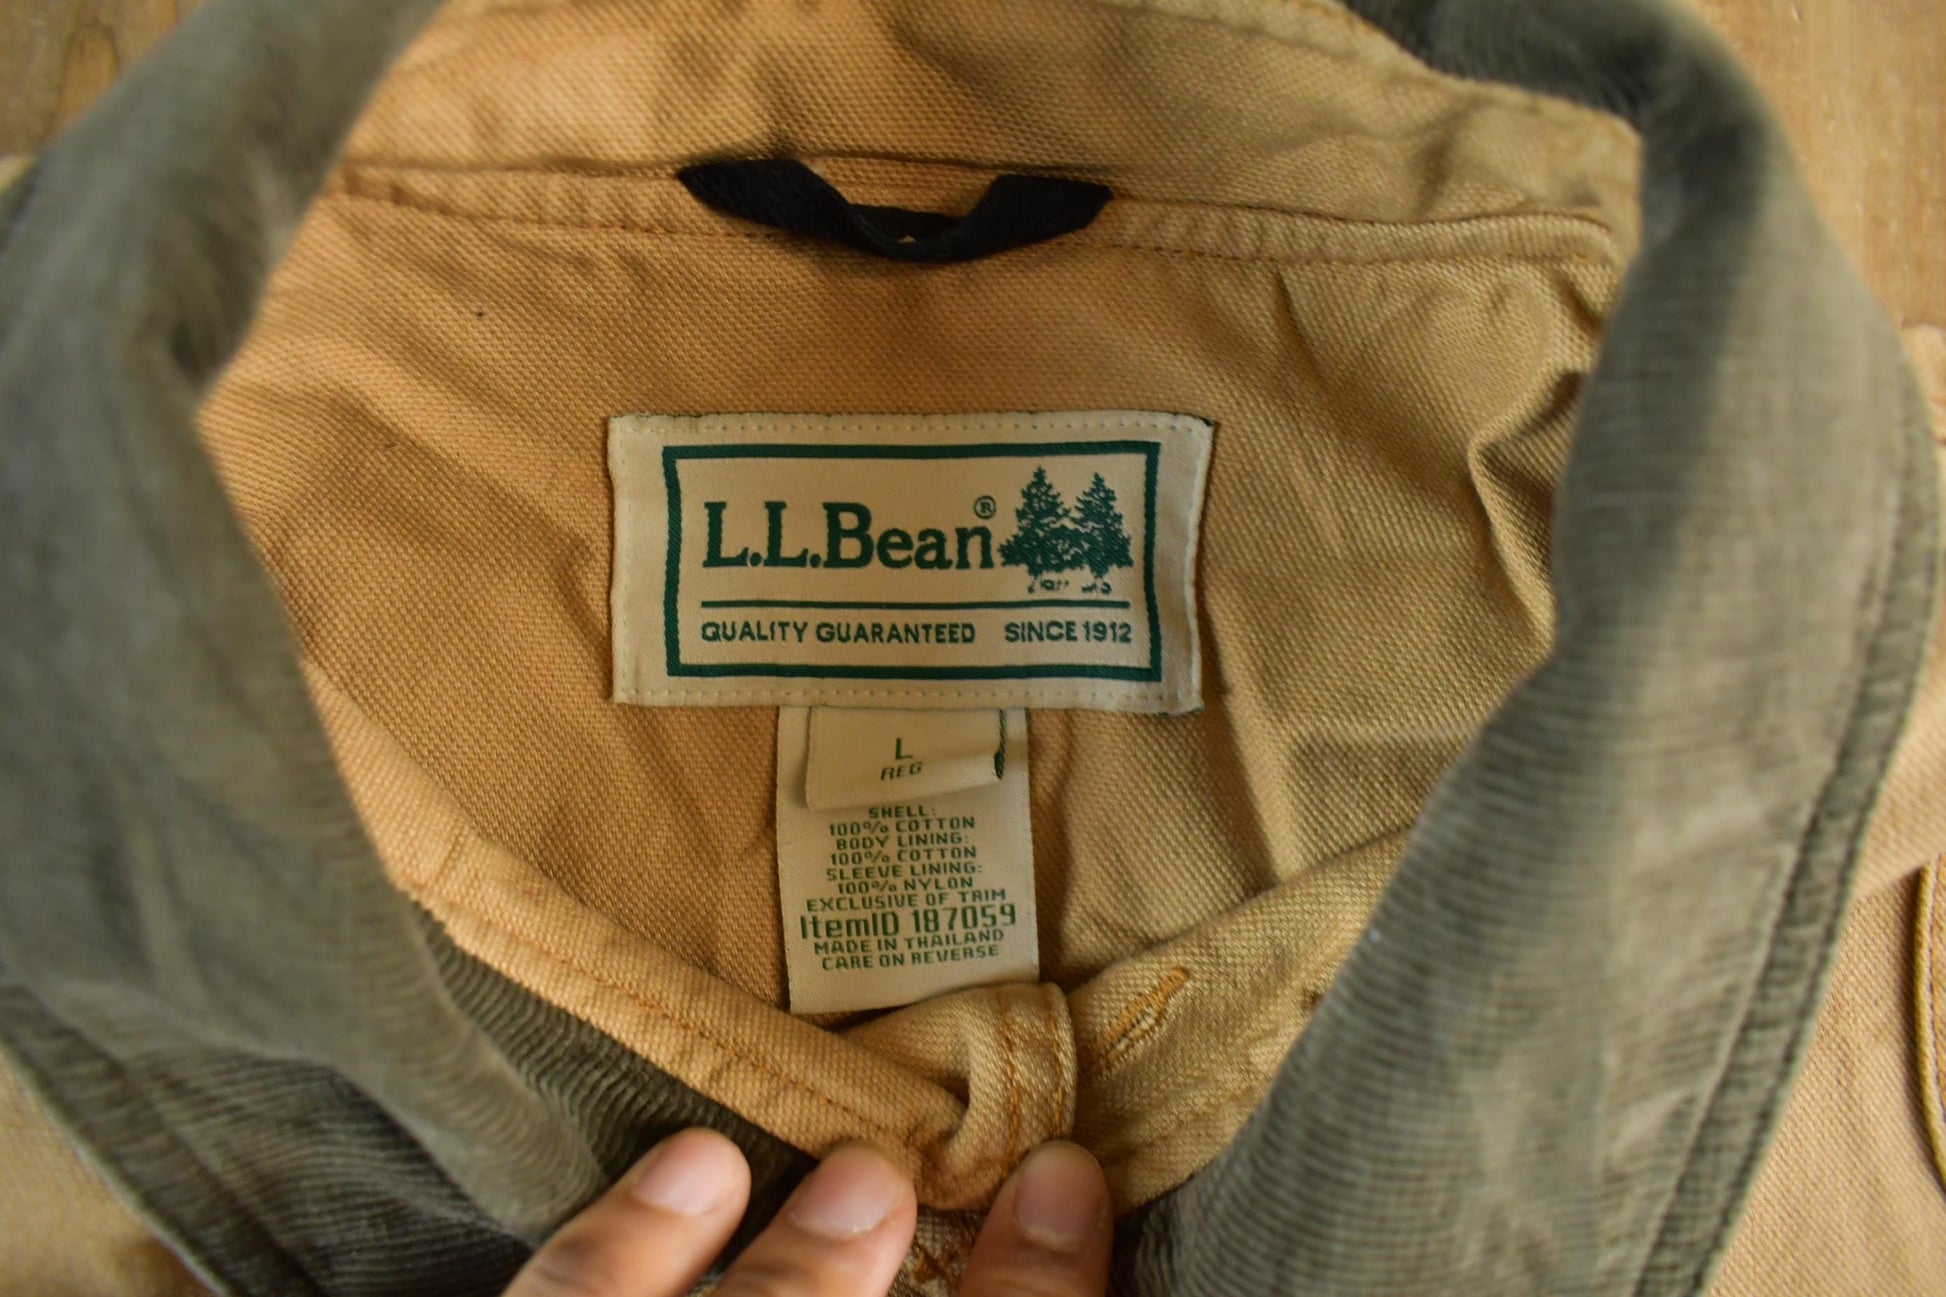 L.L.Bean®
QUALITY GUARANTEED SINCE 1912
L
REG
SHELL:
100% COTTON
BODY LINING:
100% COTTON
SLEEVE LINING:
100% NYLON
EXCLUSIVE OF TRIM
ItemID 187059
MADE IN THAILAND
CARE ON REVERSE